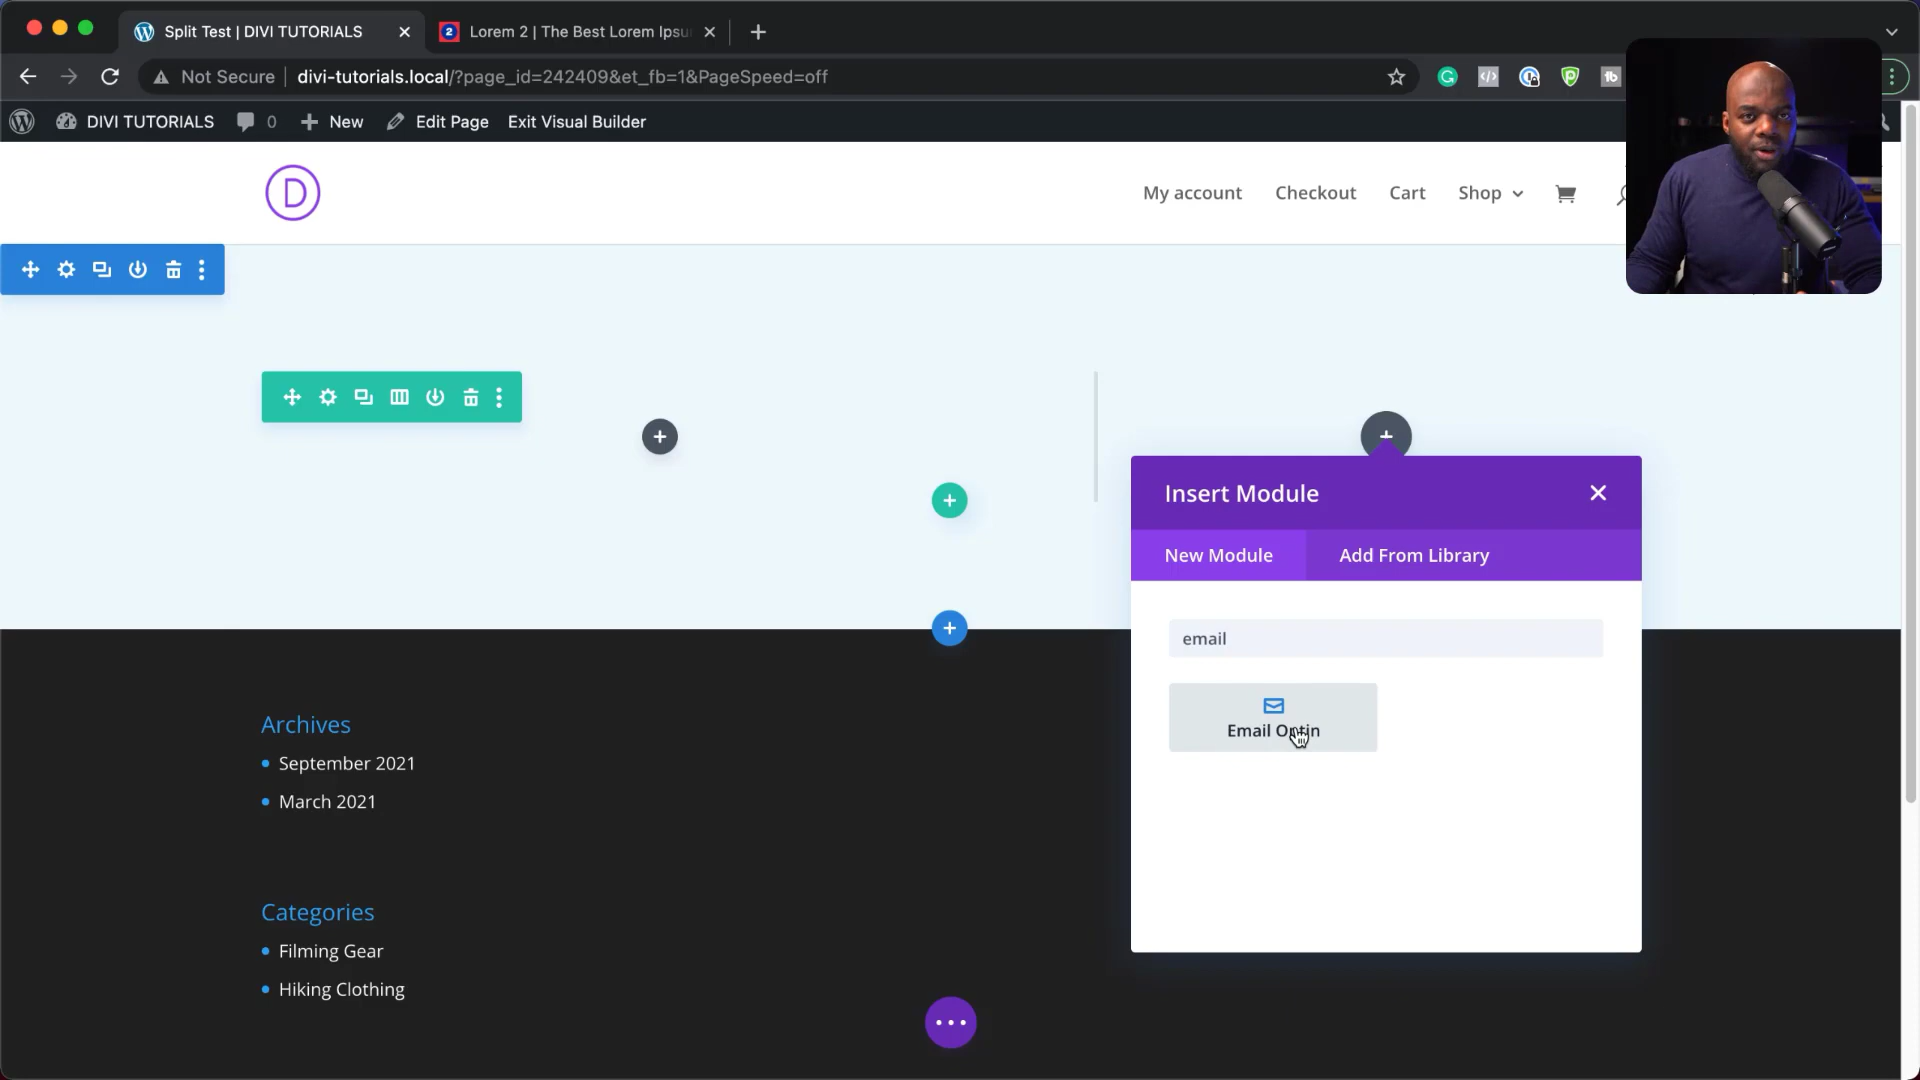 Split Test | DIVI TUTORIALS
Lorem 2 | The Best Lorem Ipsu
Not Secure
divi-tutorials.local/?page_id=242409&et_fb=1&PageSpeed=off
DIVI TUTORIALS
0
New
Edit Page
Exit Visual Builder
D
My account
Checkout
Cart
Shop
Insert Module
New Module
Add From Library
email
Email Optin
Archives
September 2021
March 2021
Categories
Filming Gear
Hiking Clothing